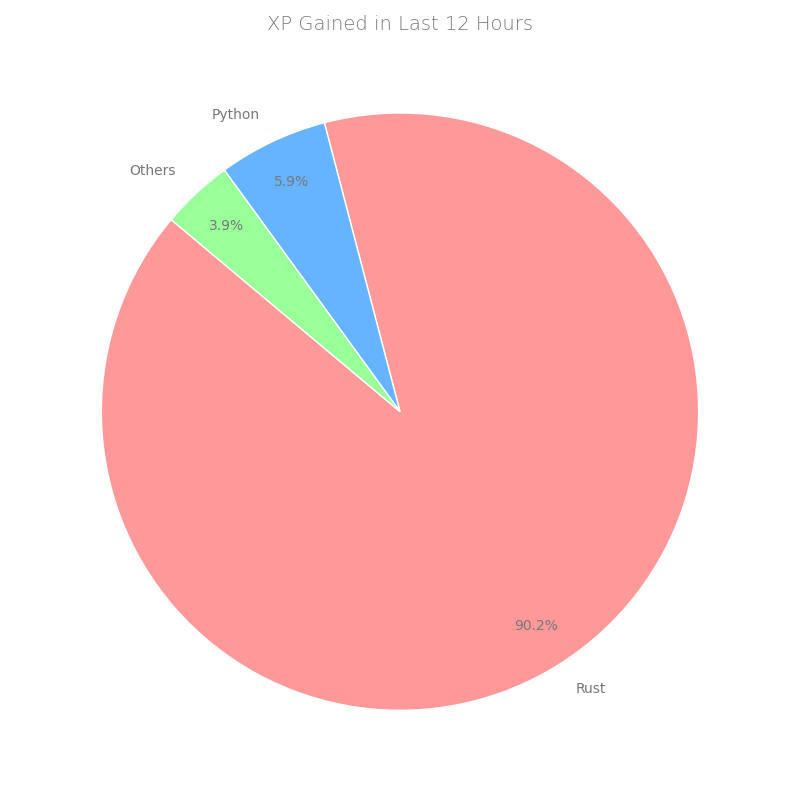 XP Gained in Last 12 Hours
Python
Others
5.9%
3.9%
90.2%
Rust